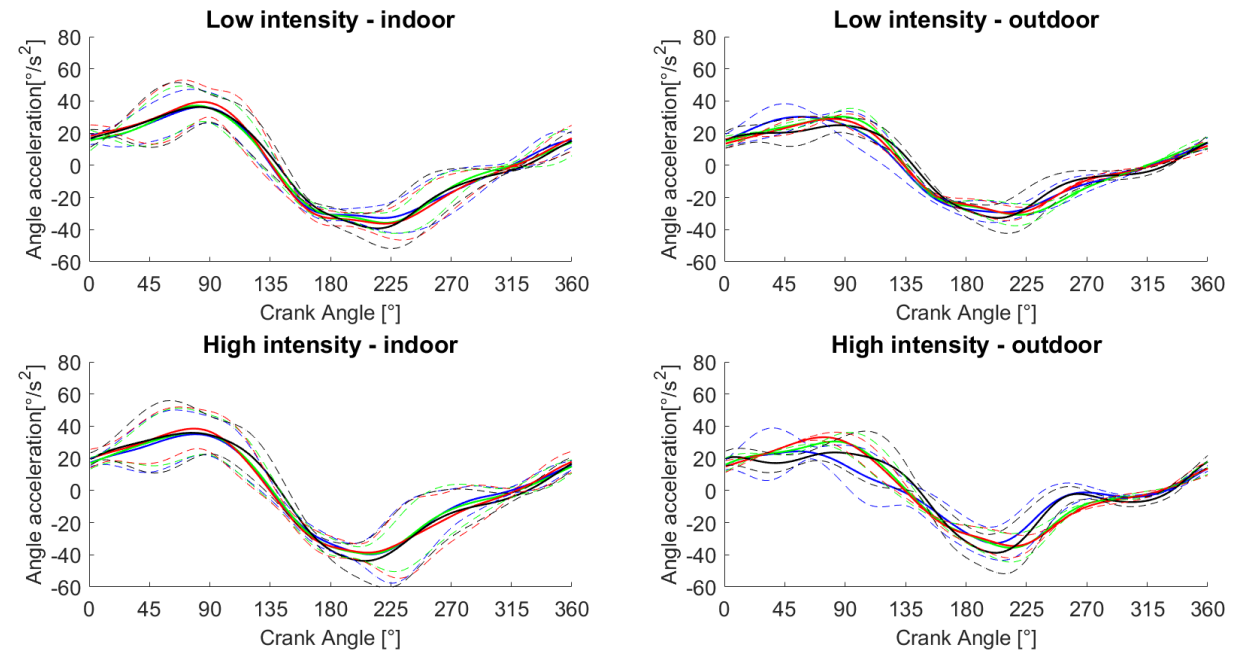 Low intensity - indoor
Angle acceleration[°/s²]
80
60
40
20
0
-20
-40
-60
0 45 90 135 180 225 270 315 360
Crank Angle [°]
Low intensity - outdoor
Angle acceleration[°/s²]
80
60
40
20
0
-20
-40
-60
0 45 90 135 180 225 270 315 360
Crank Angle [°]
High intensity - indoor
Angle acceleration[°/s²]
80
60
40
20
0
-20
-40
-60
0 45 90 135 180 225 270 315 360
Crank Angle [°]
High intensity - outdoor
Angle acceleration[°/s²]
80
60
40
20
0
-20
-40
-60
0 45 90 135 180 225 270 315 360
Crank Angle [°]